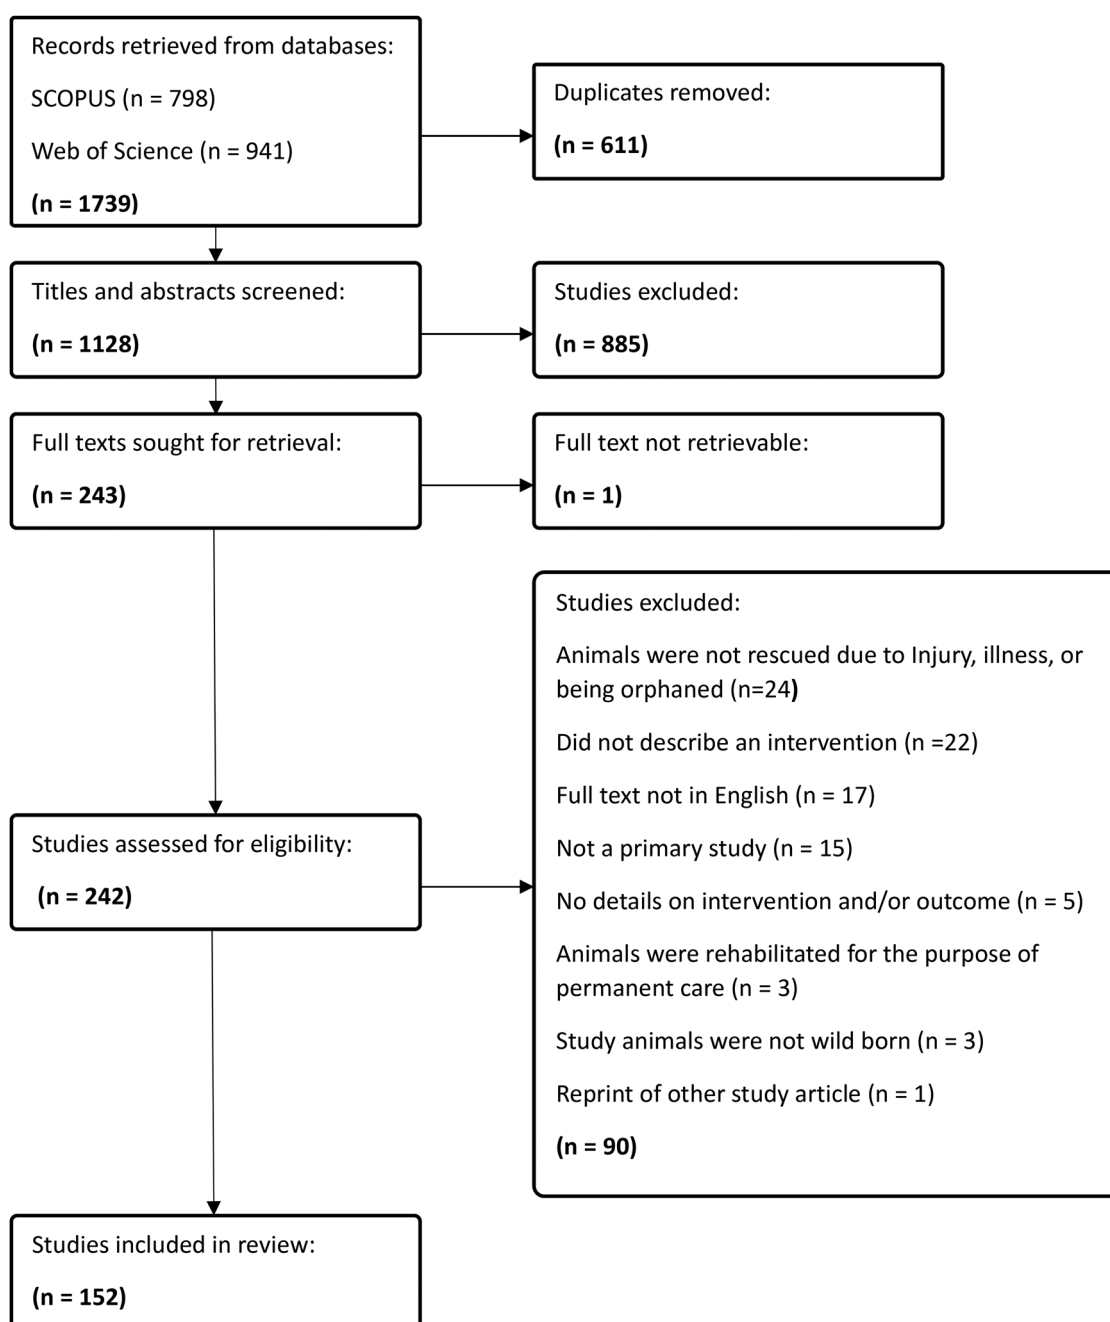 Records retrieved from databases:
SCOPUS (n = 798)
Web of Science (n = 941)
(n = 1739)
Duplicates removed:
(n = 611)
Titles and abstracts screened:
(n = 1128)
Studies excluded:
(n = 885)
Full texts sought for retrieval:
(n = 243)
Full text not retrievable:
(n = 1)
Studies assessed for eligibility:
(n = 242)
Studies excluded:
Animals were not rescued due to Injury, illness, or
being orphaned (n=24)
Did not describe an intervention (n =22)
Full text not in English (n = 17)
Not a primary study (n = 15)
No details on intervention and/or outcome (n = 5)
Animals were rehabilitated for the purpose of
permanent care (n = 3)
Study animals were not wild born (n = 3)
Reprint of other study article (n = 1)
(n = 90)
Studies included in review:
(n = 152)